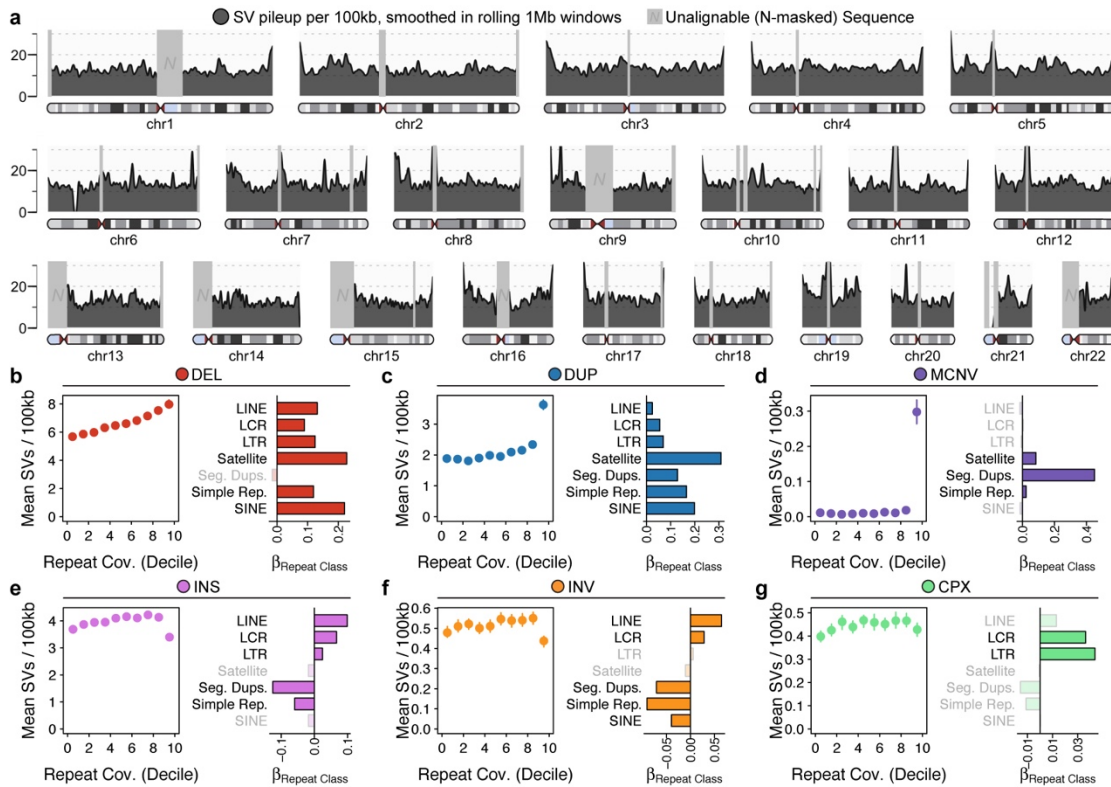 a SV pileup per 100kb, smoothed in rolling 1Mb windows N Unalignable (N-masked) Sequence
20
0
N
chr1 chr2 chr3 chr4 chr5
20
0
N
chr6 chr7 chr8 chr9 chr10 chr11 chr12
20
0
N N N N N
chr13 chr14 chr15 chr16 chr17 chr18 chr19 chr20 chr21 chr22
b DEL
Mean SVs / 100kb
8
6
4
2
0
0 2 4 6 8 10
Repeat Cov. (Decile)
LINE
LCR
LTR
Satellite
Seg. Dups.
Simple Rep.
SINE
0.0 0.1 0.2
βRepeat Class
c DUP
Mean SVs / 100kb
3
2
1
0
0 2 4 6 8 10
Repeat Cov. (Decile)
LINE
LCR
LTR
Satellite
Seg. Dups.
Simple Rep.
SINE
0.0 0.1 0.2 0.3
βRepeat Class
d MCNV
Mean SVs / 100kb
0.3
0.2
0.1
0.0
0 2 4 6 8 10
Repeat Cov. (Decile)
LINE
LCR
LTR
Satellite
Seg. Dups.
Simple Rep.
SINE
0.0 0.2 0.4
βRepeat Class
e INS
Mean SVs / 100kb
4
3
2
1
0
0 2 4 6 8 10
Repeat Cov. (Decile)
LINE
LCR
LTR
Satellite
Seg. Dups.
Simple Rep.
SINE
−0.1 0.0 0.1
βRepeat Class
f INV
Mean SVs / 100kb
0.6
0.5
0.4
0.3
0.2
0.1
0.0
0 2 4 6 8 10
Repeat Cov. (Decile)
LINE
LCR
LTR
Satellite
Seg. Dups.
Simple Rep.
SINE
−0.05 0.00 0.05
βRepeat Class
g CPX
Mean SVs / 100kb
0.5
0.4
0.3
0.2
0.1
0.0
0 2 4 6 8 10
Repeat Cov. (Decile)
LINE
LCR
LTR
Satellite
Seg. Dups.
Simple Rep.
SINE
−0.01 0.01 0.03
βRepeat Class